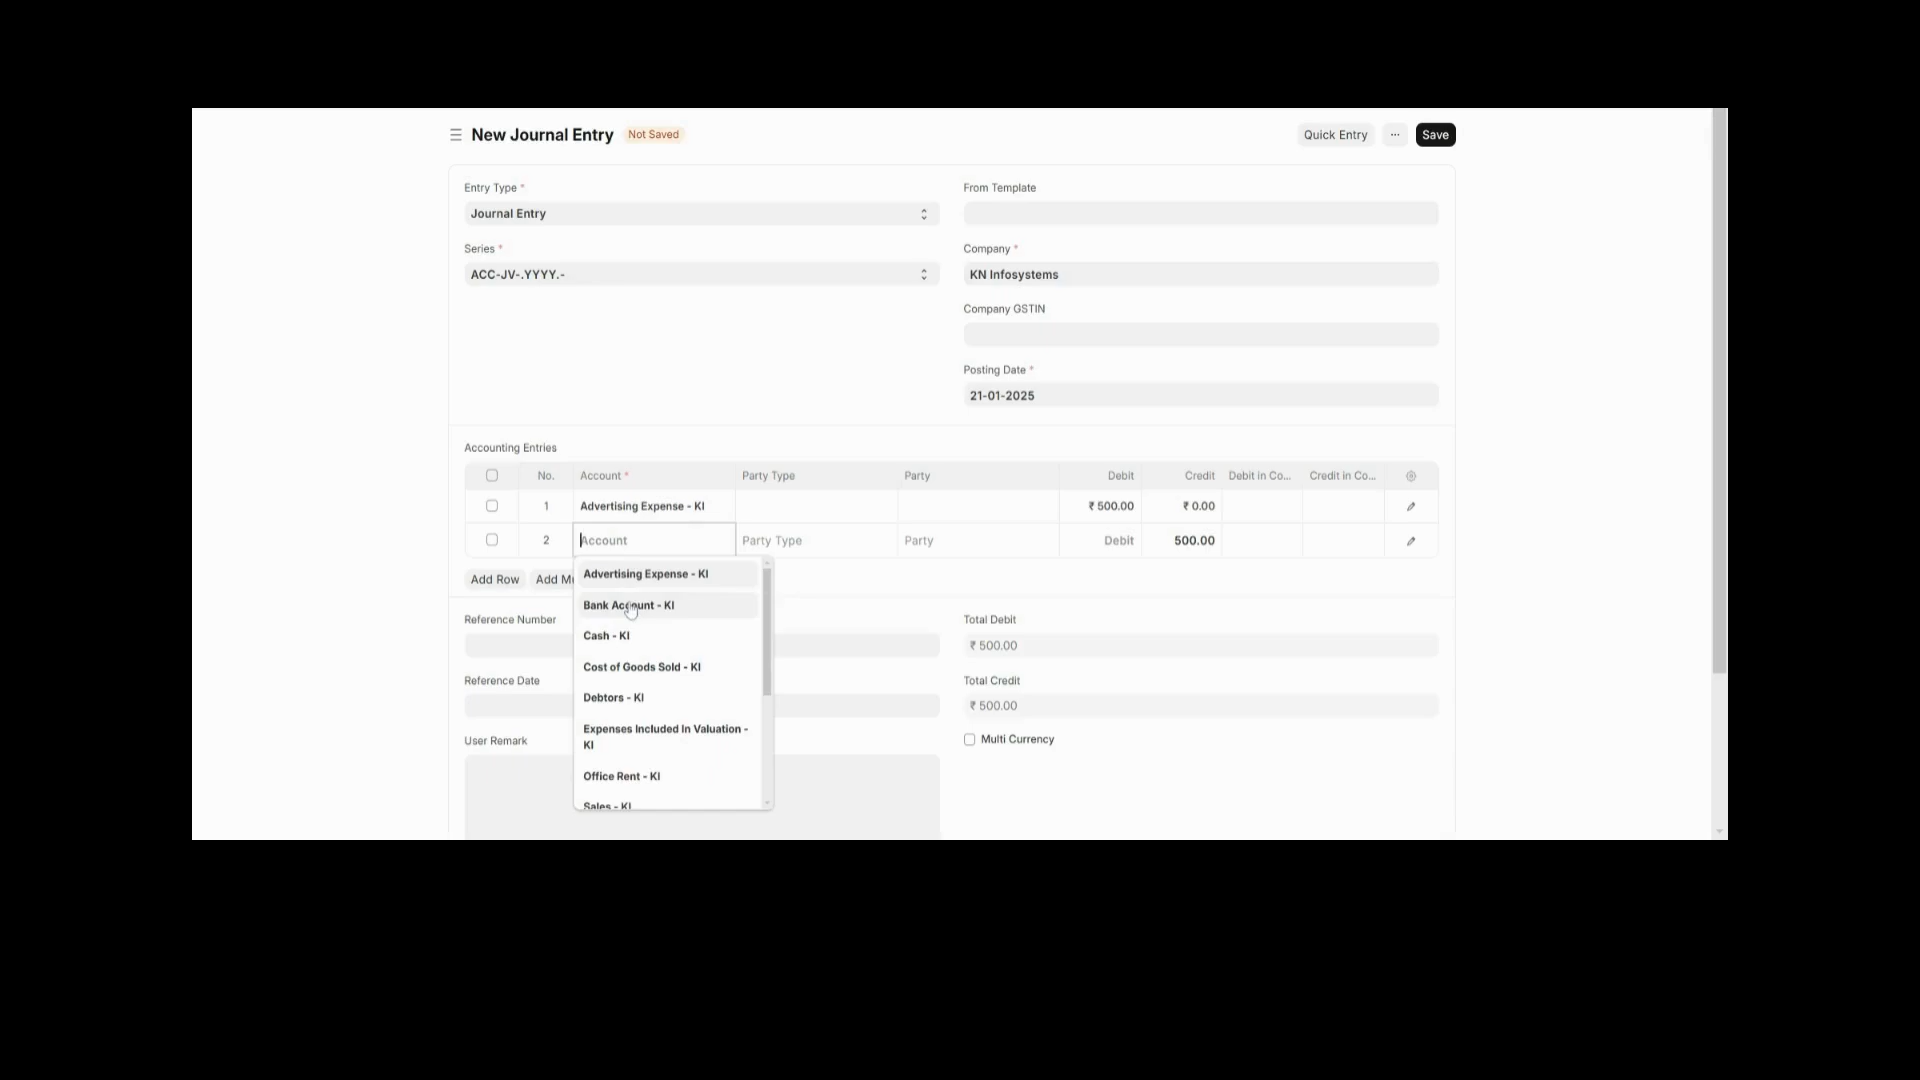 New Journal Entry Not Saved Quick Entry ... Save
Entry Type * From Template
Journal Entry
Series * Company *
ACC-JV-.YYYY.- KN Infosystems
Company GSTIN
Posting Date *
21-01-2025
Accounting Entries
No. Account * Party Type Party Debit Credit Debit in Co... Credit in Co...
1 Advertising Expense - KI ₹ 500.00 ₹ 0.00
2 Account Party Type Party Debit 500.00
Add Row Add Mu
Advertising Expense - KI
Bank Account - KI
Cash - KI
Cost of Goods Sold - KI
Debtors - KI
Expenses Included In Valuation -
KI
Office Rent - KI
Sales - KI
Reference Number Total Debit
₹ 500.00
Reference Date Total Credit
₹ 500.00
User Remark Multi Currency